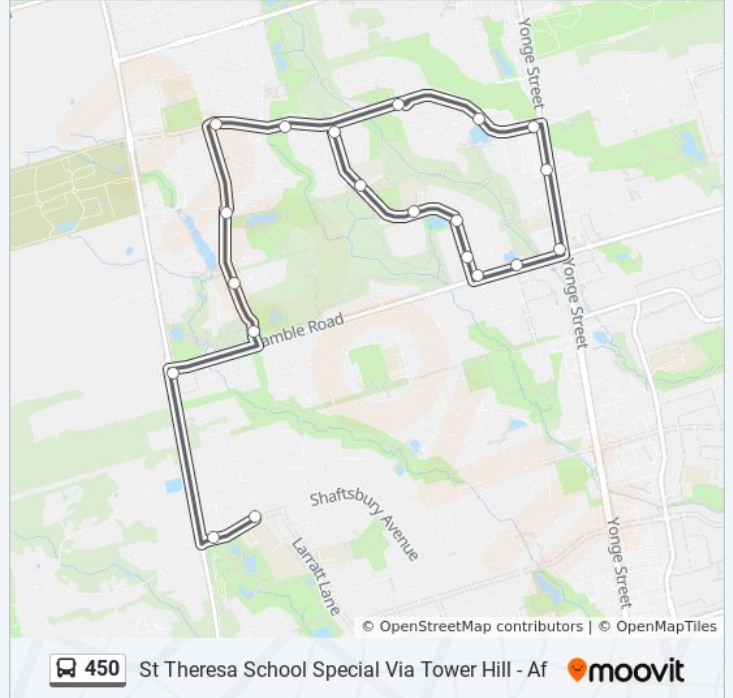 Yonge Street
Yonge Street
amble Road
Shaftsbury Avenue
Larratt Lane
Yonge Street
© OpenStreetMap contributors | © OpenMapTiles
450 St Theresa School Special Via Tower Hill - Af moovit